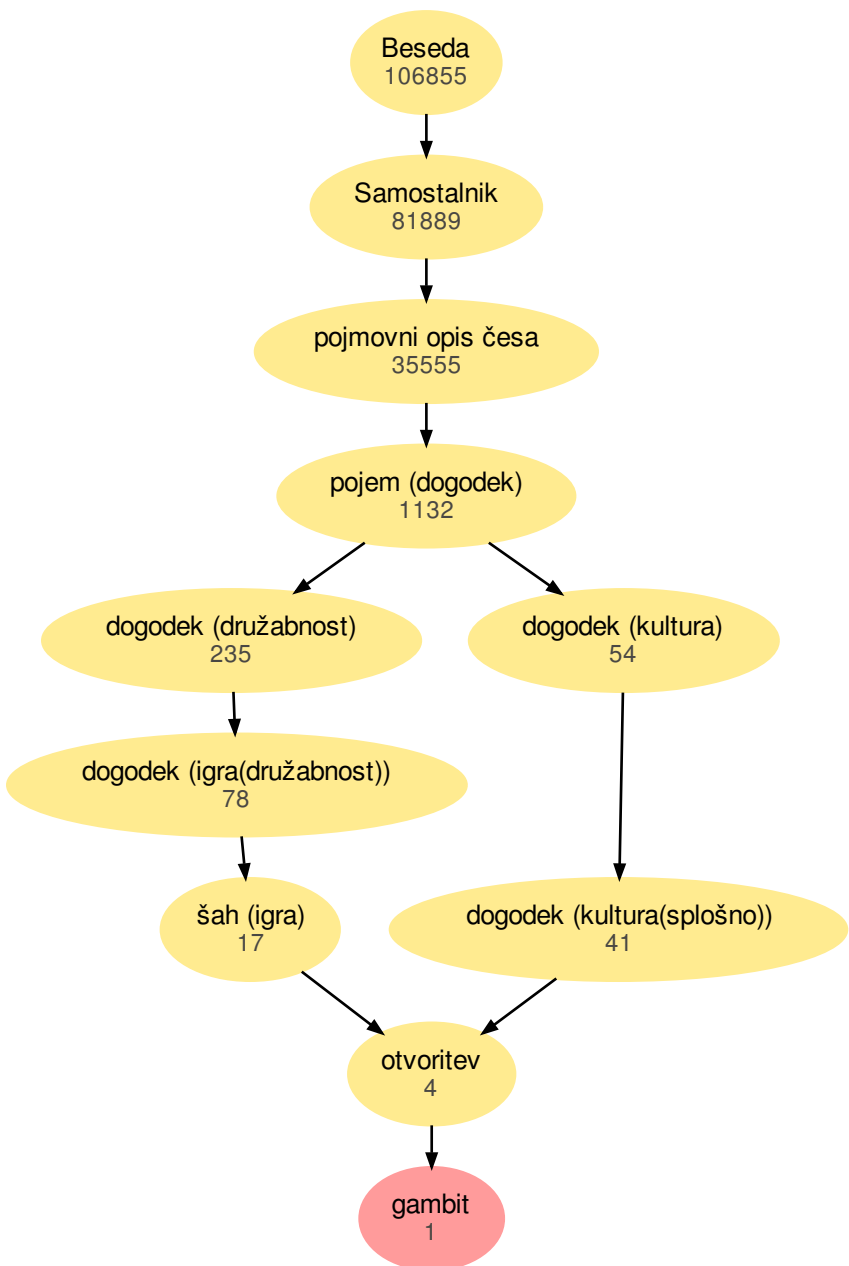 Beseda
106855
Samostalnik
81889
pojmovni opis česa
35555
pojem (dogodek)
1132
dogodek (družabnost)
235
dogodek (kultura)
54
dogodek (igra(družabnost))
78
šah (igra)
17
dogodek (kultura(splošno))
41
otvoritev
4
gambit
1